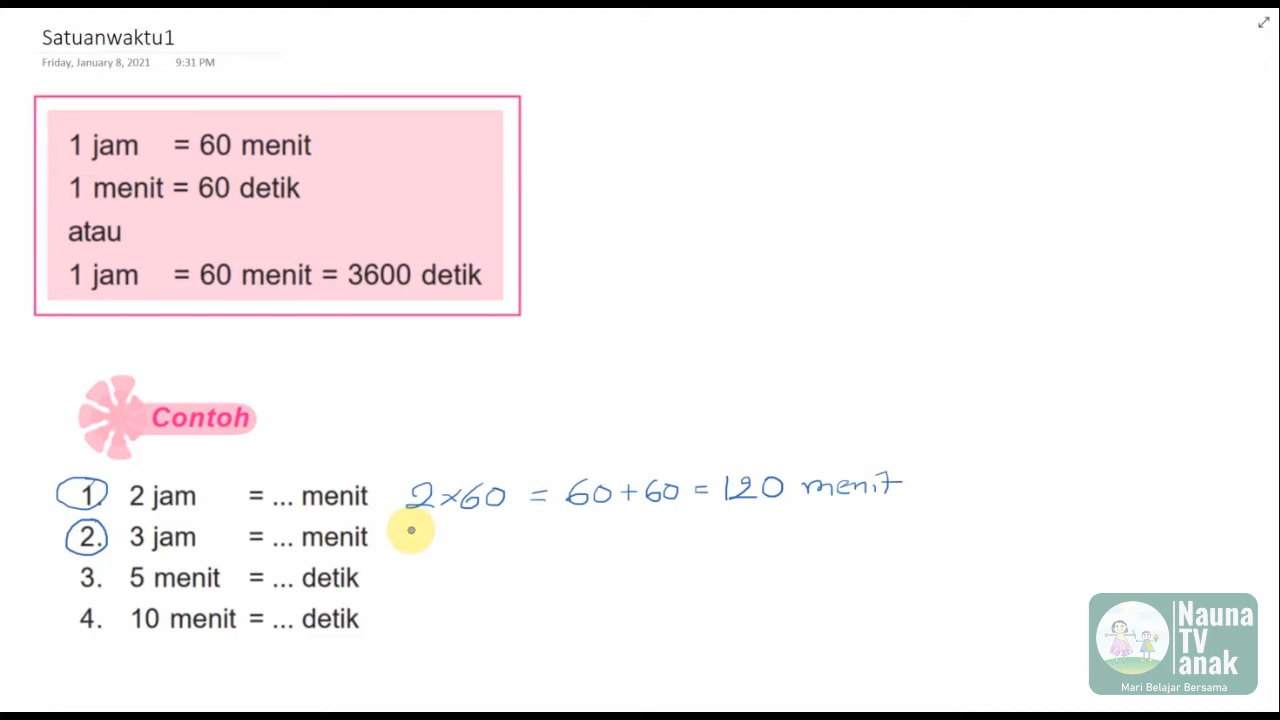 Satuanwaktu1
Friday, January 8, 2021 9:31 PM
1 jam = 60 menit
1 menit = 60 detik
atau
1 jam = 60 menit = 3600 detik
Contoh
1. 2 jam = ... menit 2×60 = 60+60 = 120 menit
2. 3 jam = ... menit
3. 5 menit = ... detik
4. 10 menit = ... detik
Nauna
TV
anak
Mari Belajar Bersama